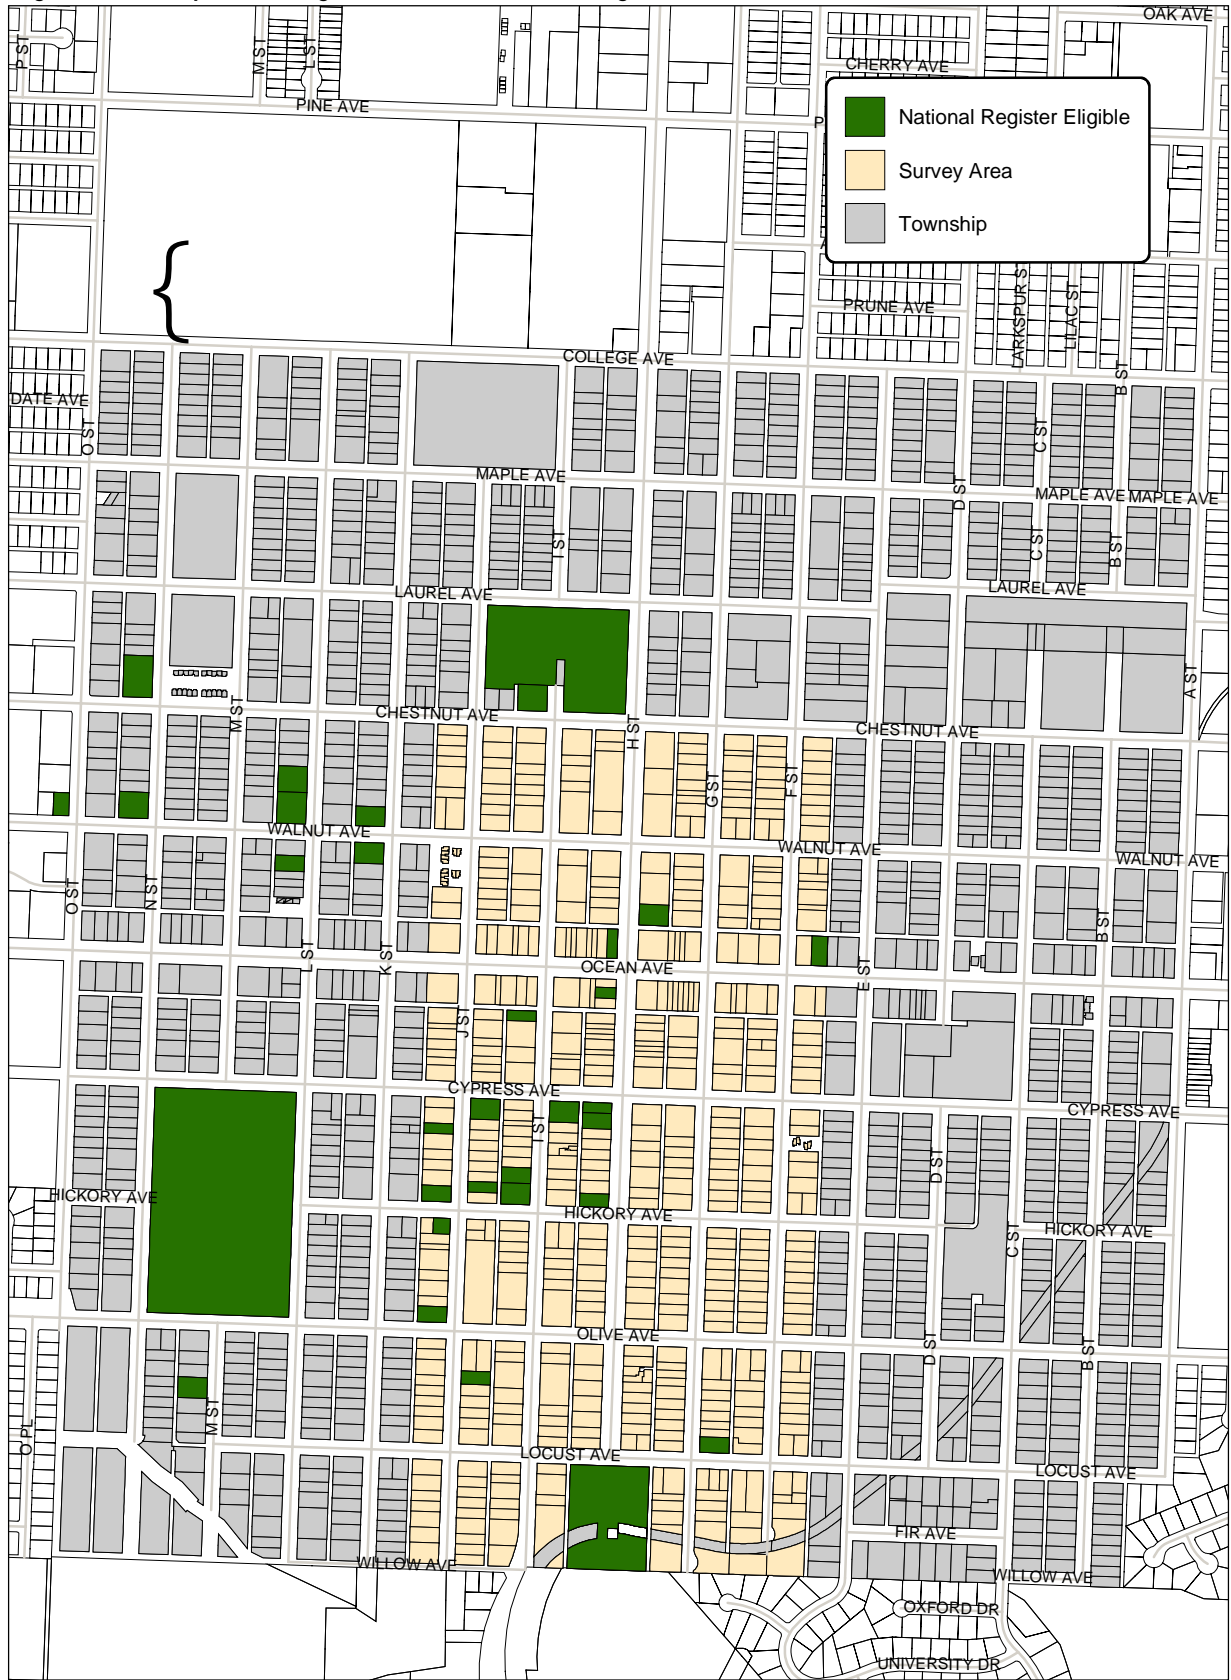 OAK AVE
P ST
M ST
L ST
CHERRY AVE
PINE AVE
P
National Register Eligible
Survey Area
Township
A
{
PRUNE AVE
LARKSPUR ST
LILAC ST
COLLEGE AVE
B ST
DATE AVE
O ST
C ST
MAPLE AVE
D ST
MAPLE AVE
MAPLE AVE
I ST
C ST
B ST
LAUREL AVE
LAUREL AVE
A ST
M ST
CHESTNUT AVE
H ST
CHESTNUT AVE
G ST
F ST
WALNUT AVE
WALNUT AVE
WALNUT AVE
O ST
N ST
B ST
L ST
K ST
OCEAN AVE
E ST
J ST
CYPRESS AVE
CYPRESS AVE
I ST
D ST
HICKORY AVE
HICKORY AVE
HICKORY AVE
C ST
OLIVE AVE
D ST
B ST
M ST
O PL
LOCUST AVE
LOCUST AVE
FIR AVE
WILLOW AVE
WILLOW AVE
OXFORD DR
UNIVERSITY DR